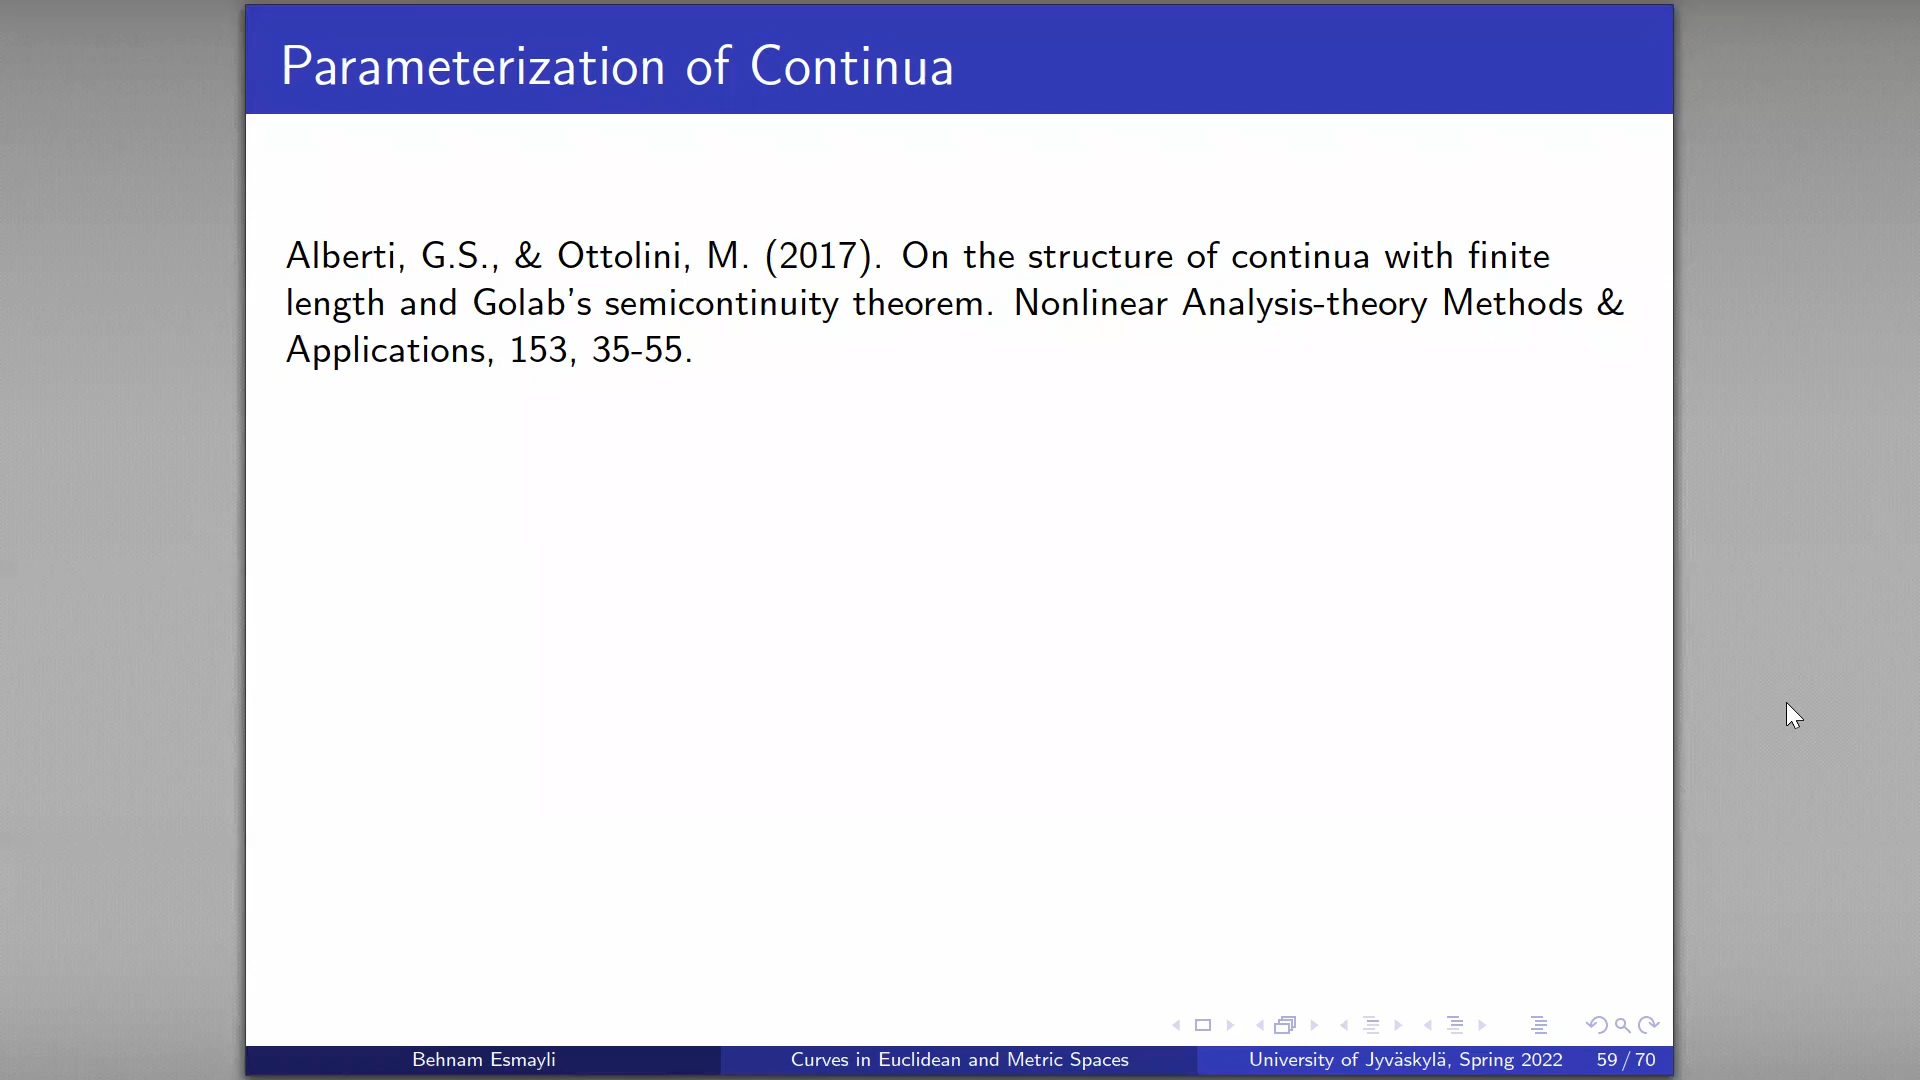 Parameterization of Continua
Alberti, G.S., & Ottolini, M. (2017). On the structure of continua with finite
length and Golab's semicontinuity theorem. Nonlinear Analysis-theory Methods &
Applications, 153, 35-55.
Behnam Esmayli
Curves in Euclidean and Metric Spaces
University of Jyväskylä, Spring 2022
59 / 70